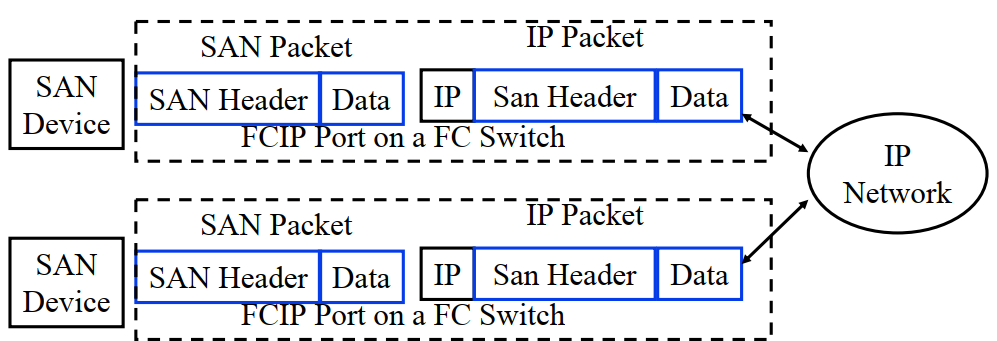 SAN Packet
IP Packet
SAN
Device
SAN Header
Data
IP
San Header
Data
FCIP Port on a FC Switch
IP
Network
SAN Packet
IP Packet
SAN
Device
SAN Header
Data
IP
San Header
Data
FCIP Port on a FC Switch